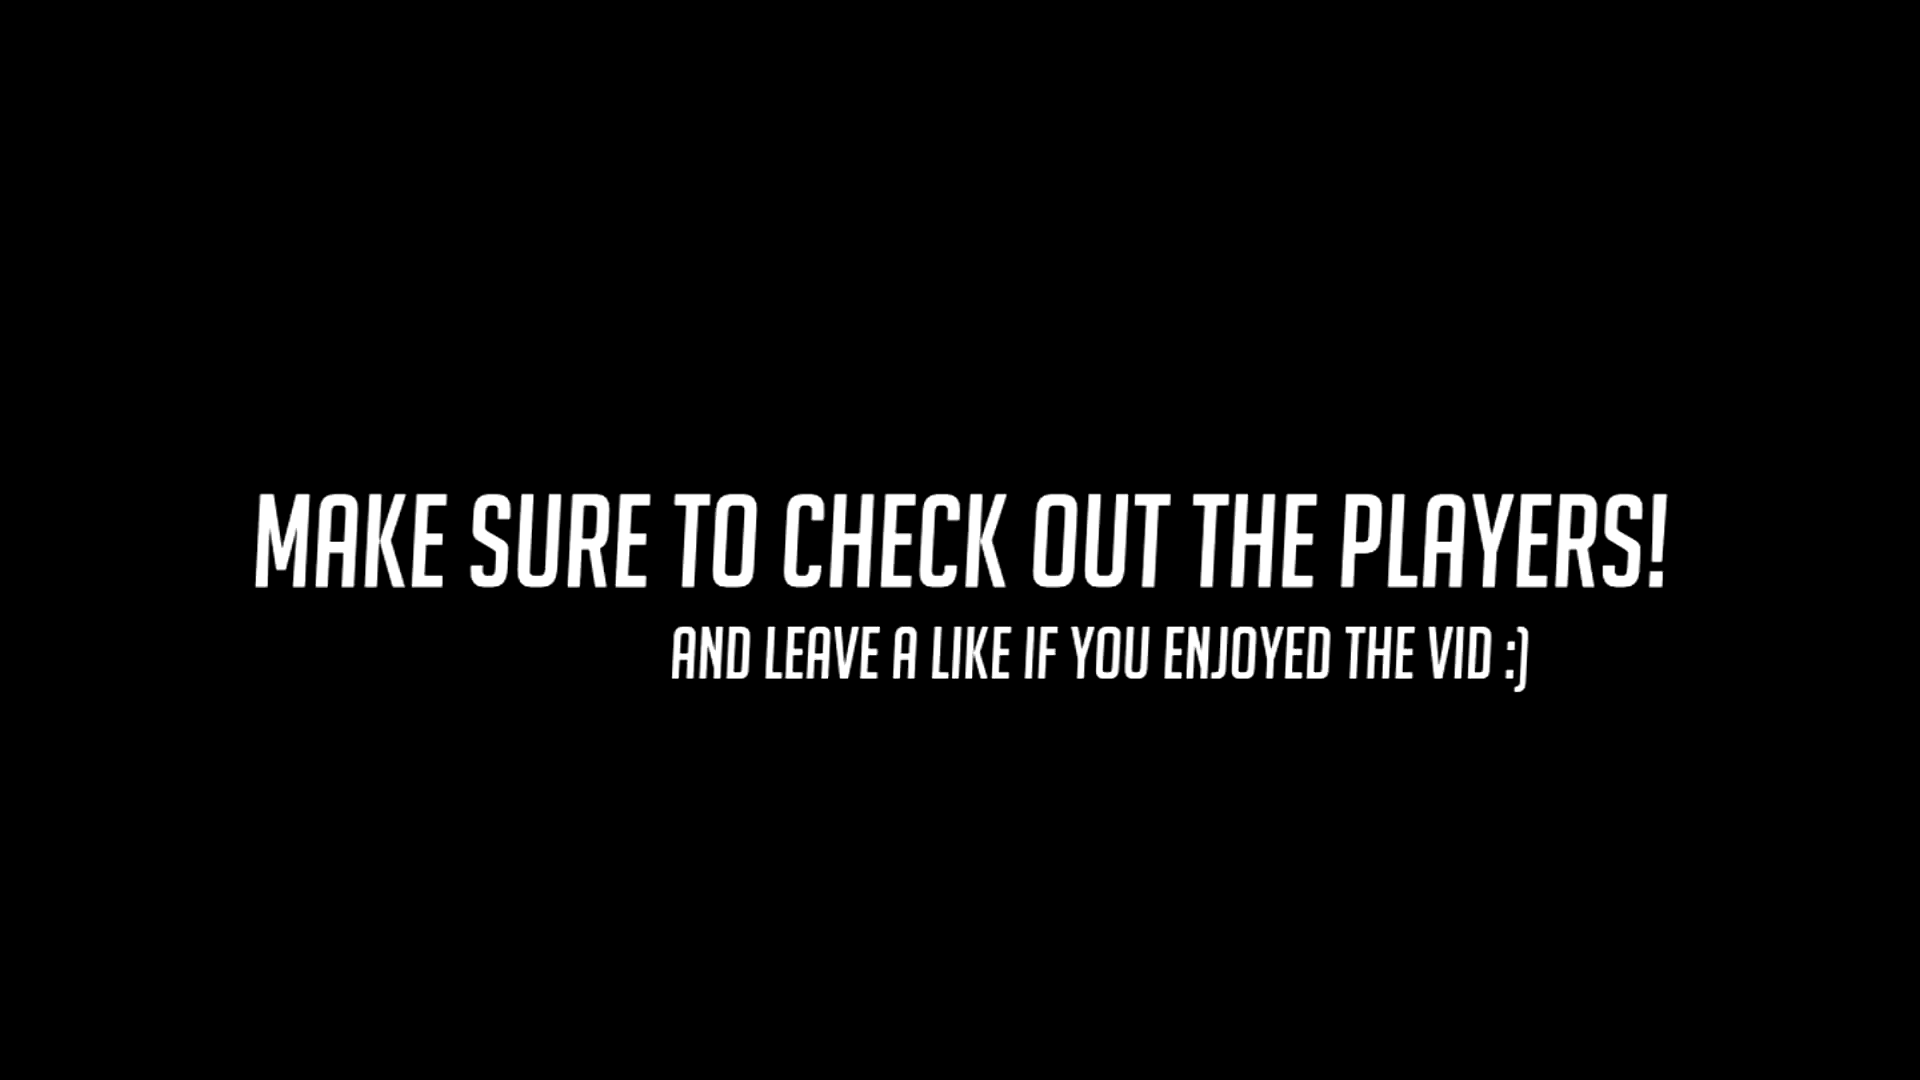 MAKE SURE TO CHECK OUT THE PLAYERS!
AND LEAVE A LIKE IF YOU ENJOYED THE VID :)